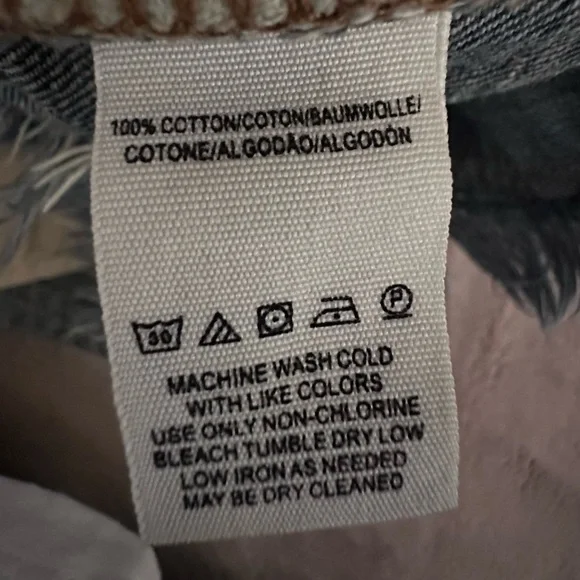 100% COTTON/COTON/BAUMWOLLE/
COTONE/ALGODÃO/ALGODÓN
30 P
MACHINE WASH COLD
WITH LIKE COLORS
USE ONLY NON-CHLORINE
BLEACH TUMBLE DRY LOW
LOW IRON AS NEEDED
MAY BE DRY CLEANED